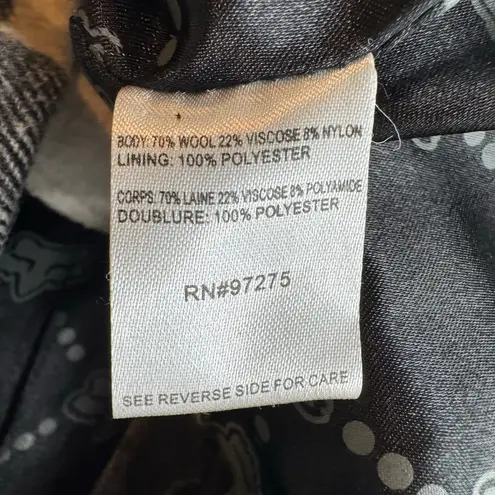 BODY: 70% WOOL 22% VISCOSE 8% NYLON
LINING: 100% POLYESTER
CORPS: 70% LAINE 22% VISCOSE 8% POLYAMIDE
DOUBLURE: 100% POLYESTER
RN#97275
SEE REVERSE SIDE FOR CARE